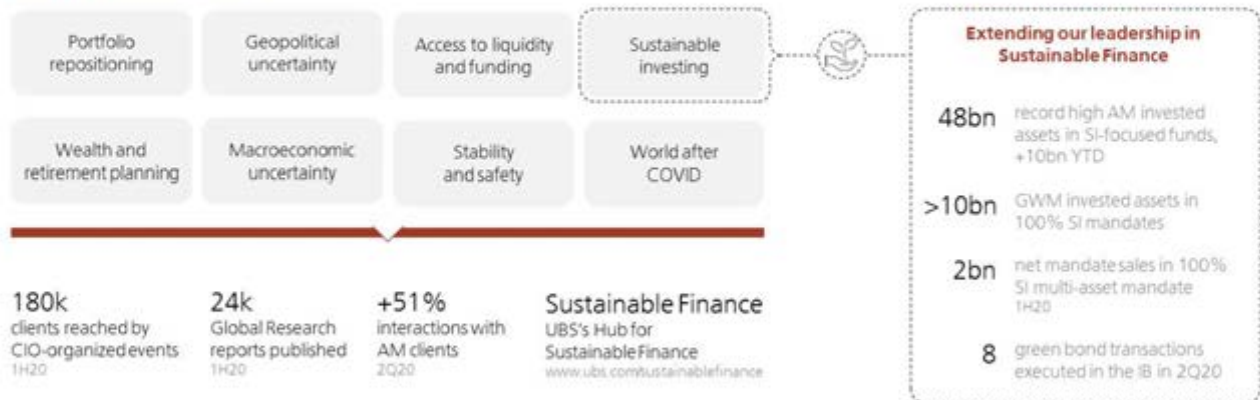 Portfolio
repositioning
Geopolitical
uncertainty
Access to liquidity
and funding
Sustainable
investing
Wealth and
retirement planning
Macroeconomic
uncertainty
Stability
and safety
World after
COVID
180k
clients reached by
CIO-organized events
1H20
24k
Global Research
reports published
1H20
+51%
interactions with
AM clients
2Q20
Sustainable Finance
UBS's Hub for
Sustainable Finance
www.ubs.com/sustainablefinance
Extending our leadership in
Sustainable Finance
48bn
record high AM invested
assets in SI-focused funds,
+10bn YTD
>10bn
GWM invested assets in
100% SI mandates
2bn
net mandate sales in 100%
SI multi-asset mandate
1H20
8
green bond transactions
executed in the IB in 2Q20